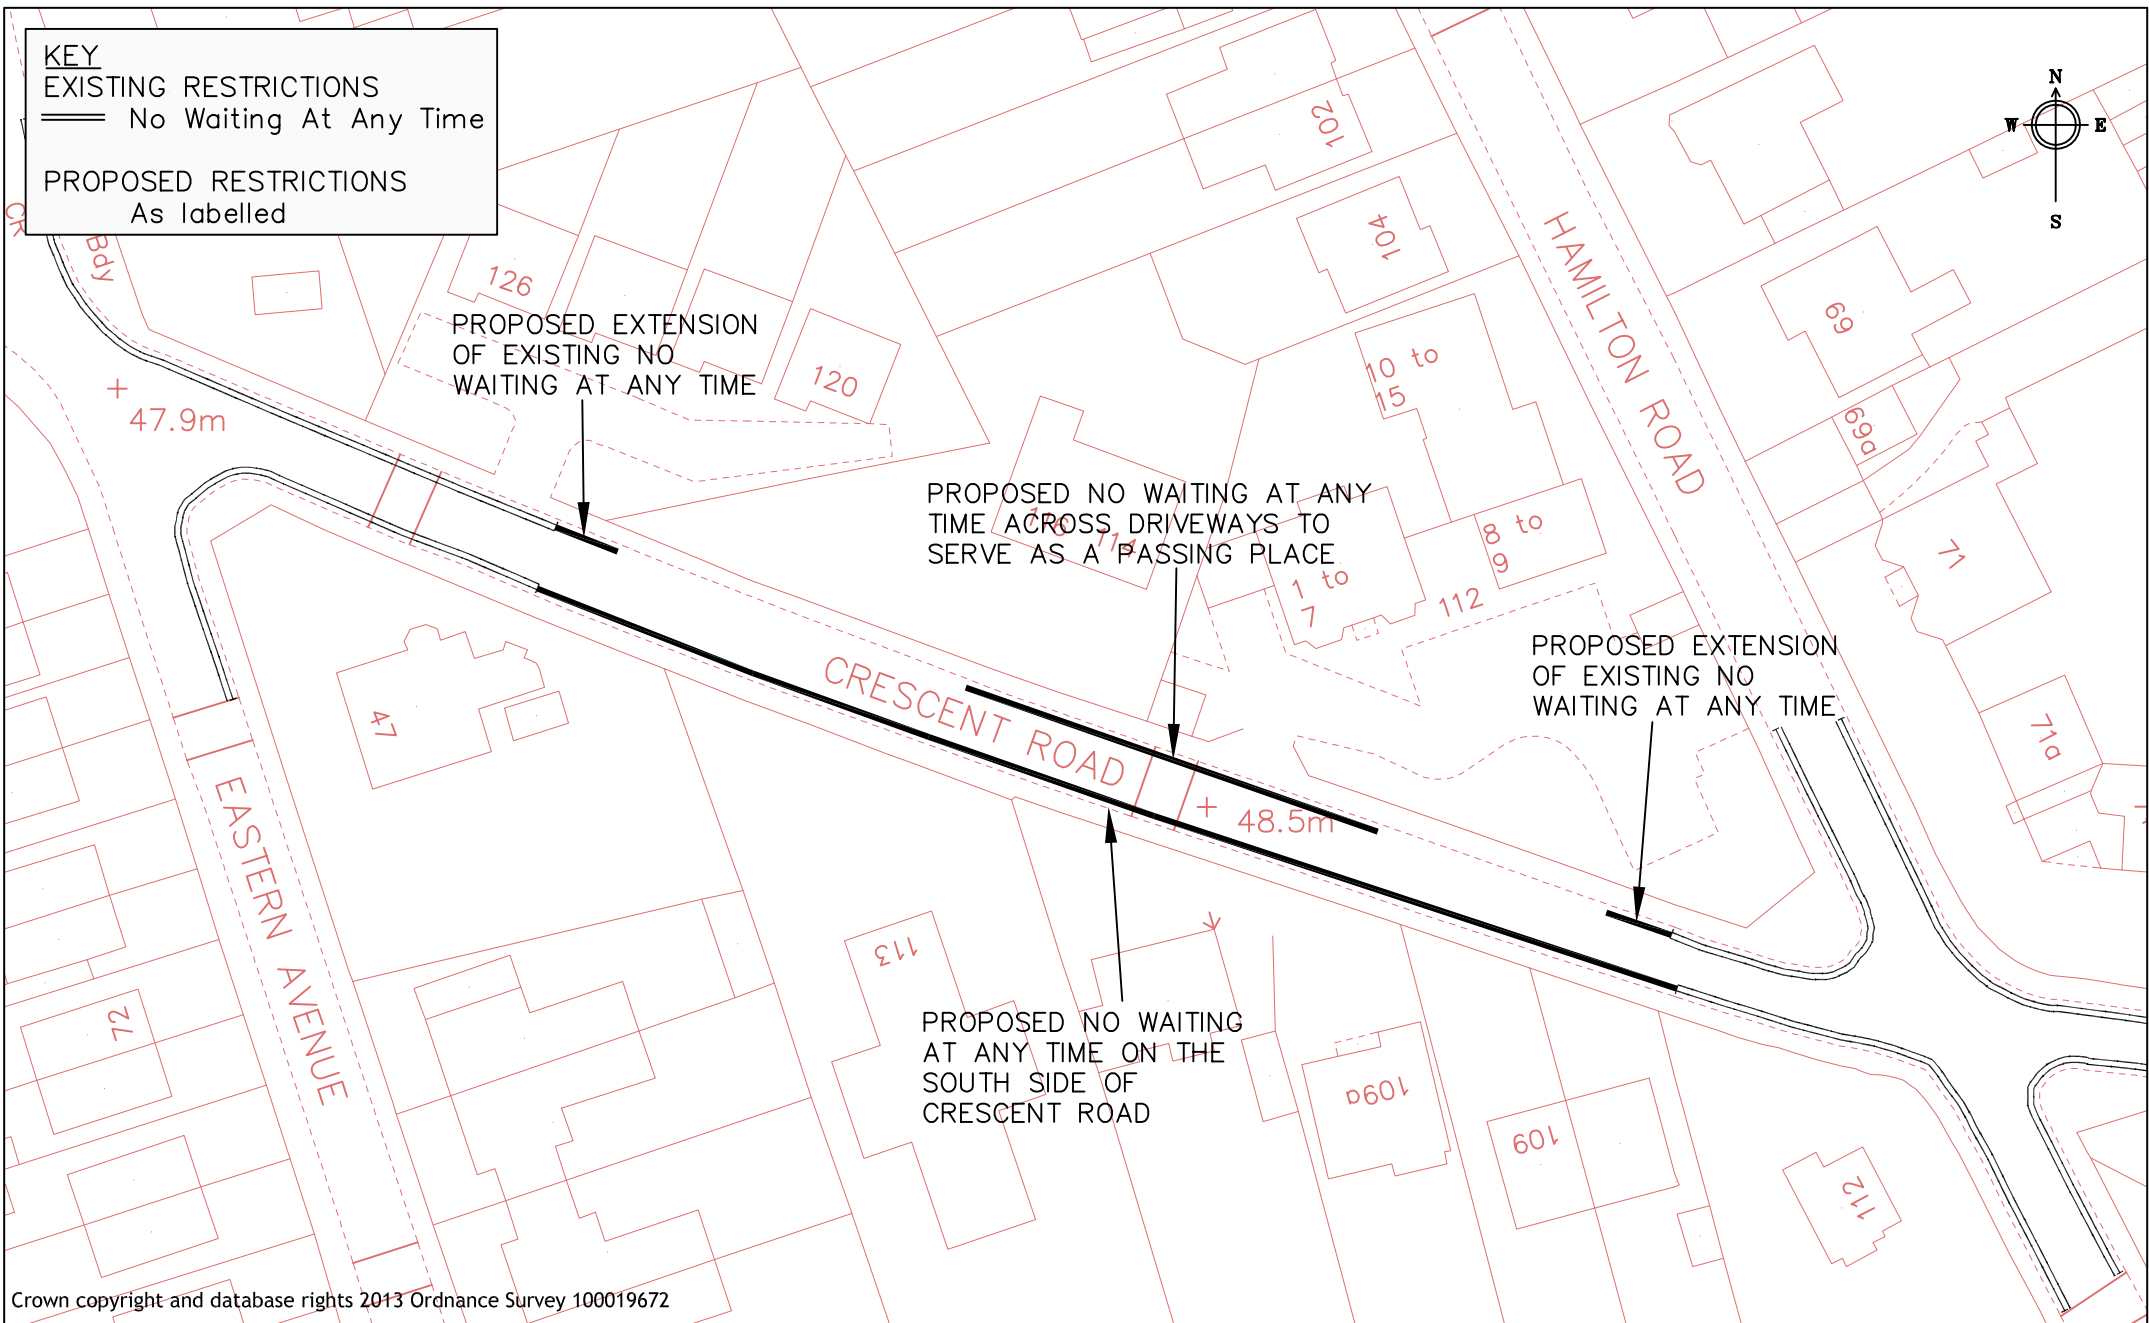 KEY
EXISTING RESTRICTIONS
No Waiting At Any Time
PROPOSED RESTRICTIONS
As labelled
N
W E
S
CR
Bdy
102
104
HAMILTON ROAD
126
PROPOSED EXTENSION
OF EXISTING NO
WAITING AT ANY TIME
120
47.9m
10 to
15
69
69a
PROPOSED NO WAITING AT ANY
TIME ACROSS DRIVEWAYS TO
SERVE AS A PASSING PLACE
116
114
8 to
9
1 to
7
112
71
PROPOSED EXTENSION
OF EXISTING NO
WAITING AT ANY TIME
71a
47
CRESCENT ROAD
48.5m
EASTERN AVENUE
113
72
PROPOSED NO WAITING
AT ANY TIME ON THE
SOUTH SIDE OF
CRESCENT ROAD
109a
109
112
Crown copyright and database rights 2013 Ordnance Survey 100019672